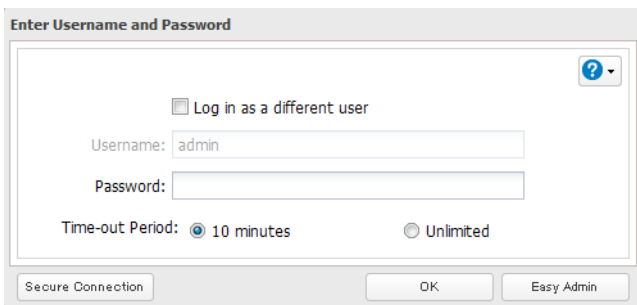 Enter Username and Password
?
Log in as a different user
Username: admin
Password:
Time-out Period: 10 minutes Unlimited
Secure Connection OK Easy Admin